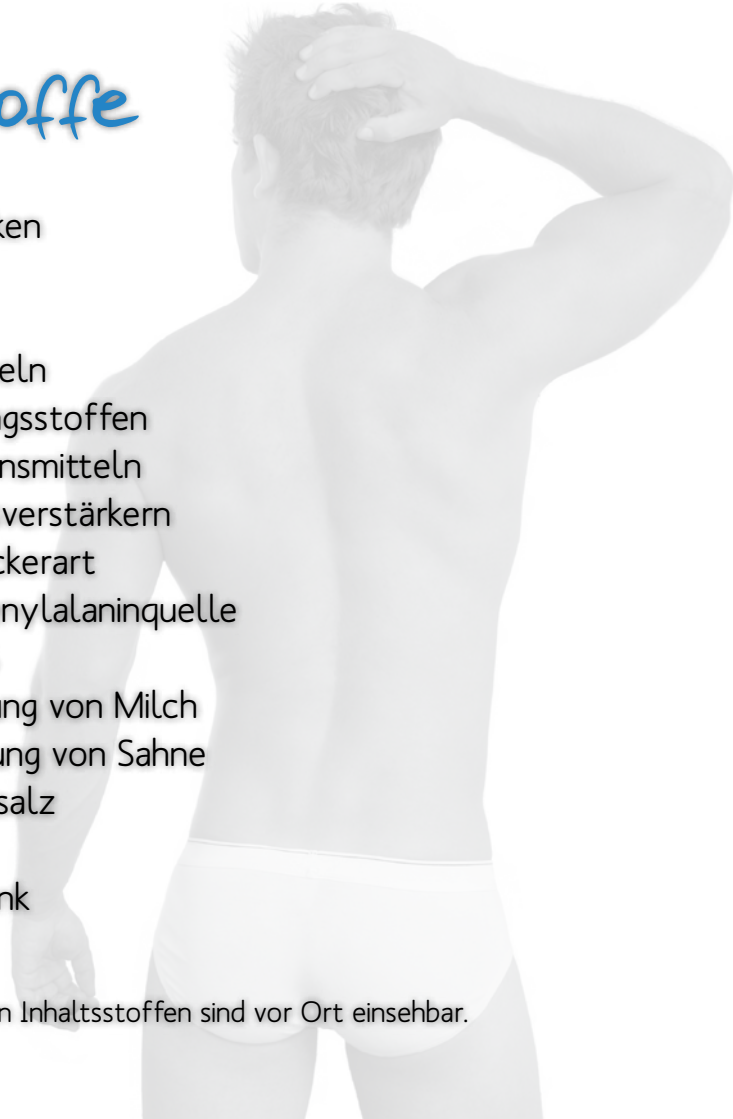 offe
ken
eln
gsstoffen
nsmitteln
verstärkern
ckerart
nylalaninquelle
ung von Milch
ung von Sahne
salz
nk
n Inhaltsstoffen sind vor Ort einsehbar.